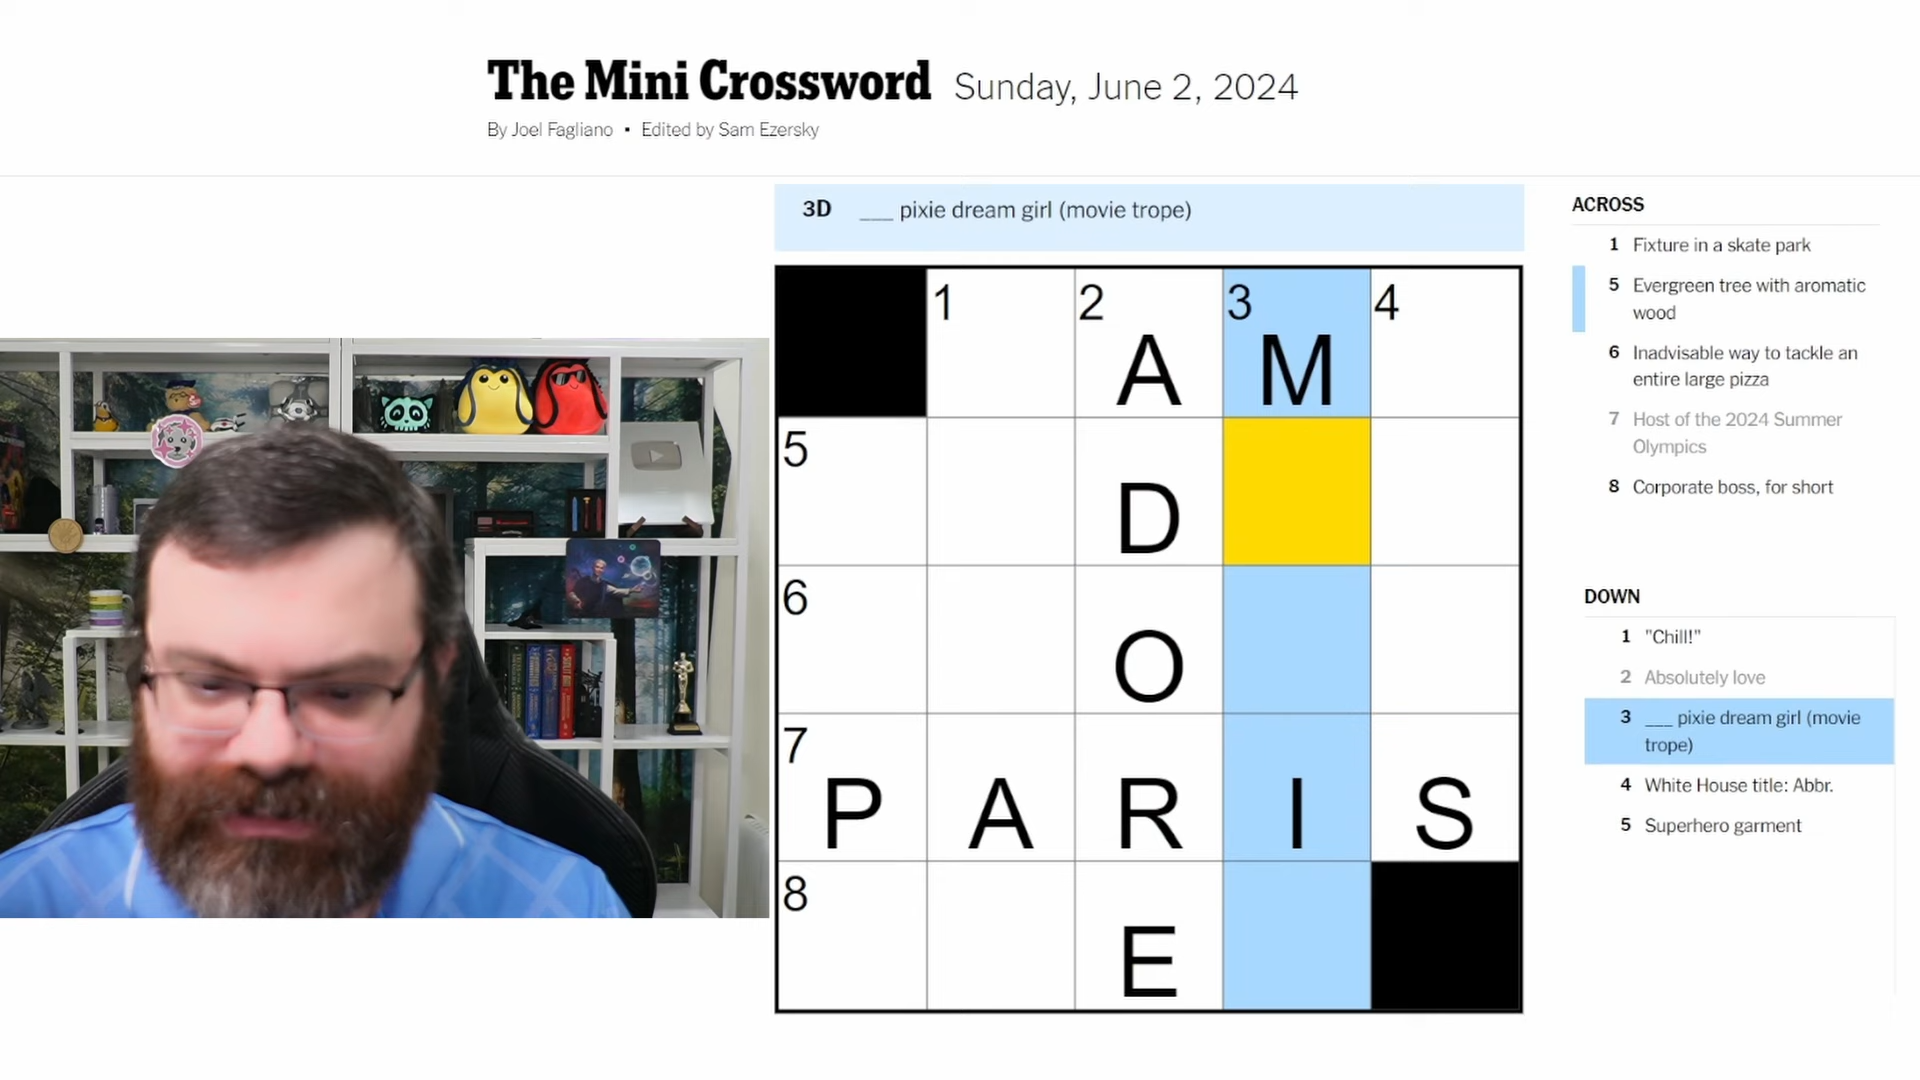 The Mini Crossword Sunday, June 2, 2024
By Joel Fagliano • Edited by Sam Ezersky
3D ___ pixie dream girl (movie trope)
1 2 3 4
A M
5
D
6
O
7
P A R I S
8
E
ACROSS
1 Fixture in a skate park
5 Evergreen tree with aromatic
wood
6 Inadvisable way to tackle an
entire large pizza
7 Host of the 2024 Summer
Olympics
8 Corporate boss, for short
DOWN
1 "Chill!"
2 Absolutely love
3 ___ pixie dream girl (movie
trope)
4 White House title: Abbr.
5 Superhero garment